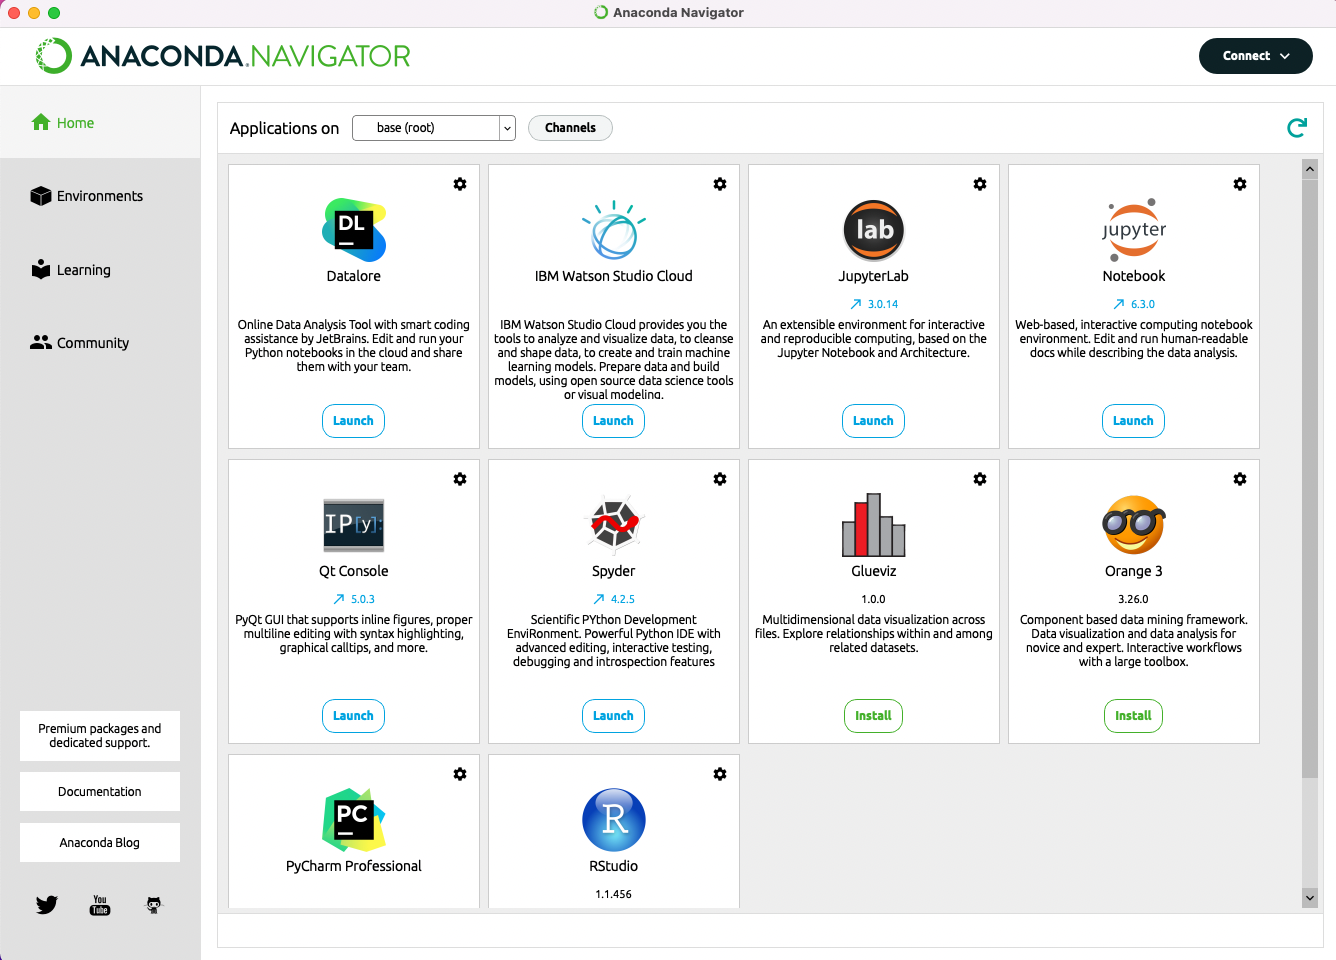 Anaconda Navigator
ANACONDA.NAVIGATOR
Connect
Home
Environments
Learning
Community
Premium packages and
dedicated support.
Documentation
Anaconda Blog
You
Tube
Applications on
base (root)
Channels
DL
Datalore
Online Data Analysis Tool with smart coding
assistance by JetBrains. Edit and run your
Python notebooks in the cloud and share
them with your team.
Launch
IBM Watson Studio Cloud
IBM Watson Studio Cloud provides you the
tools to analyze and visualize data, to cleanse
and shape data, to create and train machine
learning models. Prepare data and build
models, using open source data science tools
or visual modeling.
Launch
lab
JupyterLab
3.0.14
An extensible environment for interactive
and reproducible computing, based on the
Jupyter Notebook and Architecture.
Launch
jupyter
Notebook
6.3.0
Web-based, interactive computing notebook
environment. Edit and run human-readable
docs while describing the data analysis.
Launch
IP[y]:
Qt Console
5.0.3
PyQt GUI that supports inline figures, proper
multiline editing with syntax highlighting,
graphical calltips, and more.
Launch
Spyder
4.2.5
Scientific PYthon Development
EnviRonment. Powerful Python IDE with
advanced editing, interactive testing,
debugging and introspection features
Launch
Glueviz
1.0.0
Multidimensional data visualization across
files. Explore relationships within and among
related datasets.
Install
Orange 3
3.26.0
Component based data mining framework.
Data visualization and data analysis for
novice and expert. Interactive workflows
with a large toolbox.
Install
PC
PyCharm Professional
R
RStudio
1.1.456